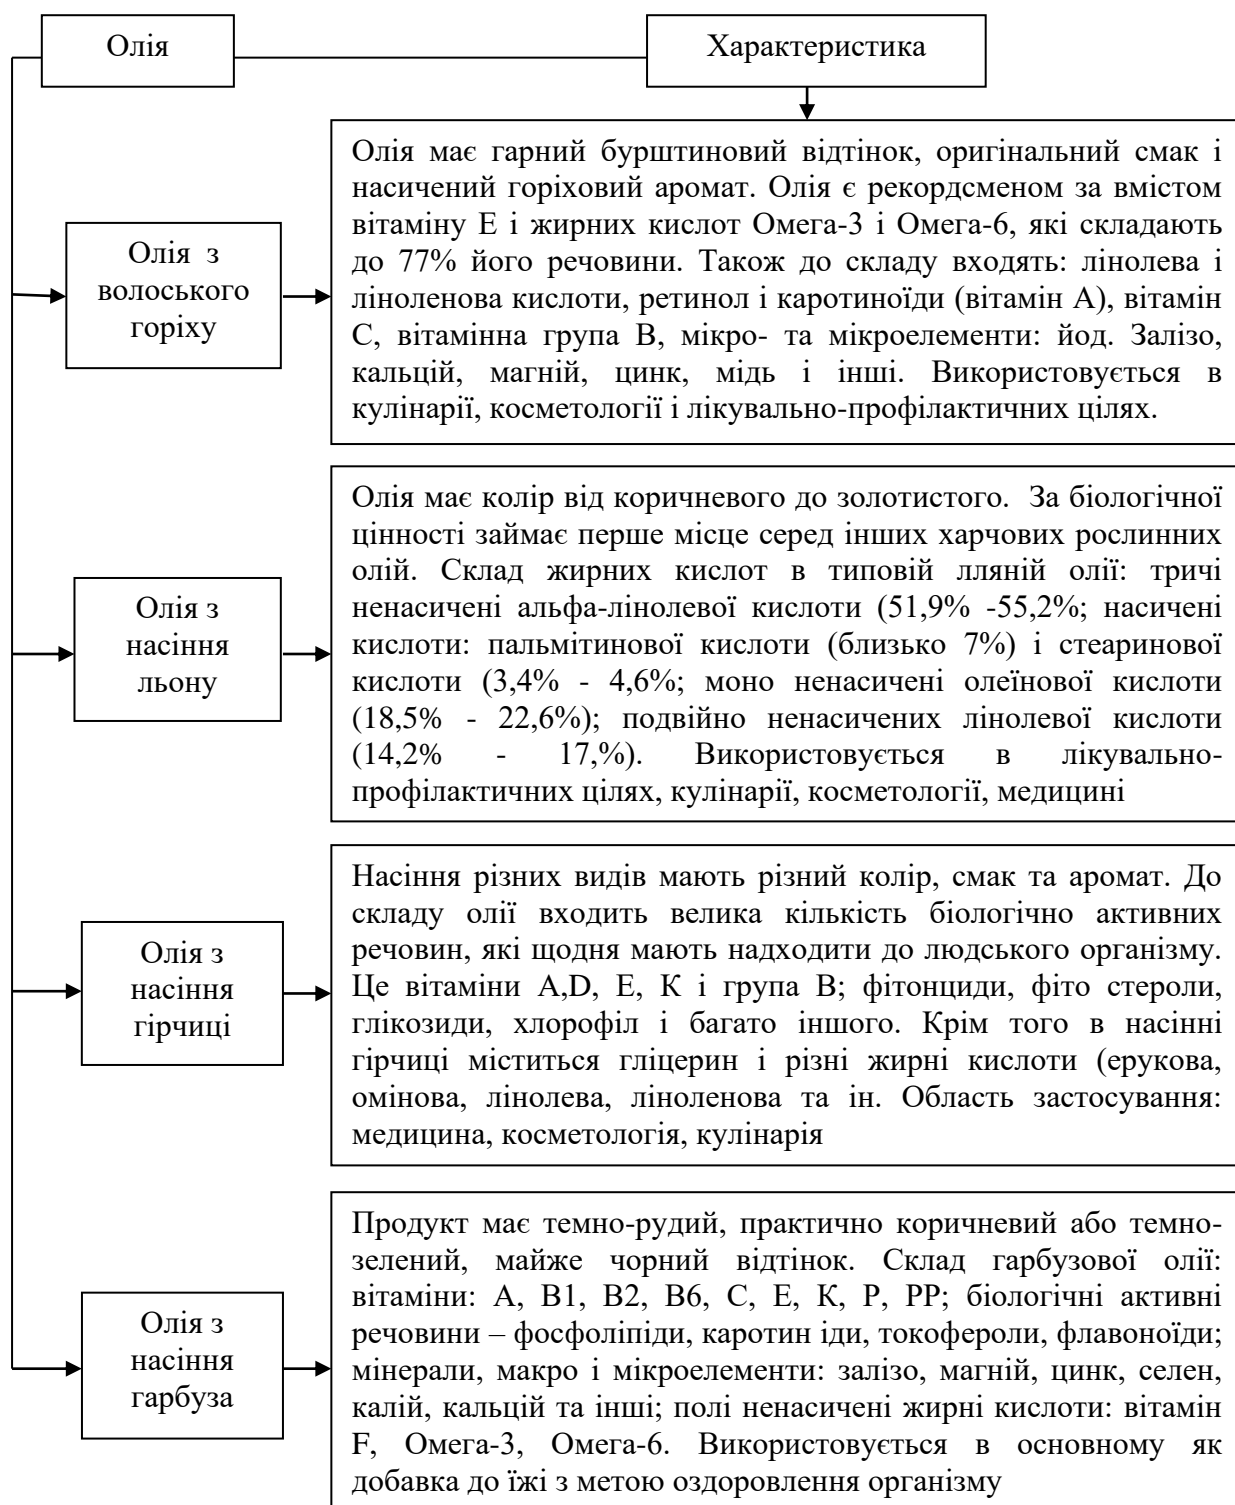 Олія
Характеристика
Олія з
волоського
горіху
Олія має гарний бурштиновий відтінок, оригінальний смак і
насичений горіховий аромат. Олія є рекордсменом за вмістом
вітаміну Е і жирних кислот Омега-3 і Омега-6, які складають
до 77% його речовини. Також до складу входять: лінолева і
ліноленова кислоти, ретинол і каротиноїди (вітамін А), вітамін
С, вітамінна група В, мікро- та мікроелементи: йод. Залізо,
кальцій, магній, цинк, мідь і інші. Використовується в
кулінарії, косметології і лікувально-профілактичних цілях.
Олія з
насіння
льону
Олія має колір від коричневого до золотистого. За біологічної
цінності займає перше місце серед інших харчових рослинних
олій. Склад жирних кислот в типовій лляній олії: тричі
ненасичені альфа-лінолевої кислоти (51,9% -55,2%; насичені
кислоти: пальмітинової кислоти (близько 7%) і стеаринової
кислоти (3,4% - 4,6%; моно ненасичені олеїнової кислоти
(18,5% - 22,6%); подвійно ненасичених лінолевої кислоти
(14,2% - 17,%). Використовується в лікувально-
профілактичних цілях, кулінарії, косметології, медицині
Олія з
насіння
гірчиці
Насіння різних видів мають різний колір, смак та аромат. До
складу олії входить велика кількість біологічно активних
речовин, які щодня мають надходити до людського організму.
Це вітаміни А,D, Е, К і група В; фітонциди, фіто стероли,
глікозиди, хлорофіл і багато іншого. Крім того в насінні
гірчиці міститься гліцерин і різні жирні кислоти (ерукова,
омінова, лінолева, ліноленова та ін. Область застосування:
медицина, косметологія, кулінарія
Олія з
насіння
гарбуза
Продукт має темно-рудий, практично коричневий або темно-
зелений, майже чорний відтінок. Склад гарбузової олії:
вітаміни: А, В1, В2, В6, С, Е, К, Р, РР; біологічні активні
речовини – фосфоліпіди, каротин іди, токофероли, флавоноїди;
мінерали, макро і мікроелементи: залізо, магній, цинк, селен,
калій, кальцій та інші; полі ненасичені жирні кислоти: вітамін
F, Омега-3, Омега-6. Використовується в основному як
добавка до їжі з метою оздоровлення організму